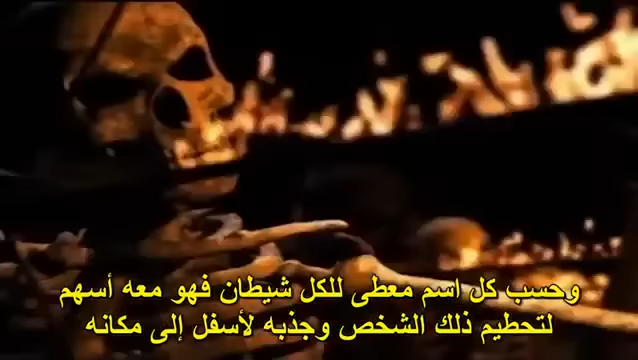 وحسب كل اسم معطى للكل شيطان فهو معه أسهم
لتحطيم ذلك الشخص وجذبه لأسفل إلى مكانه